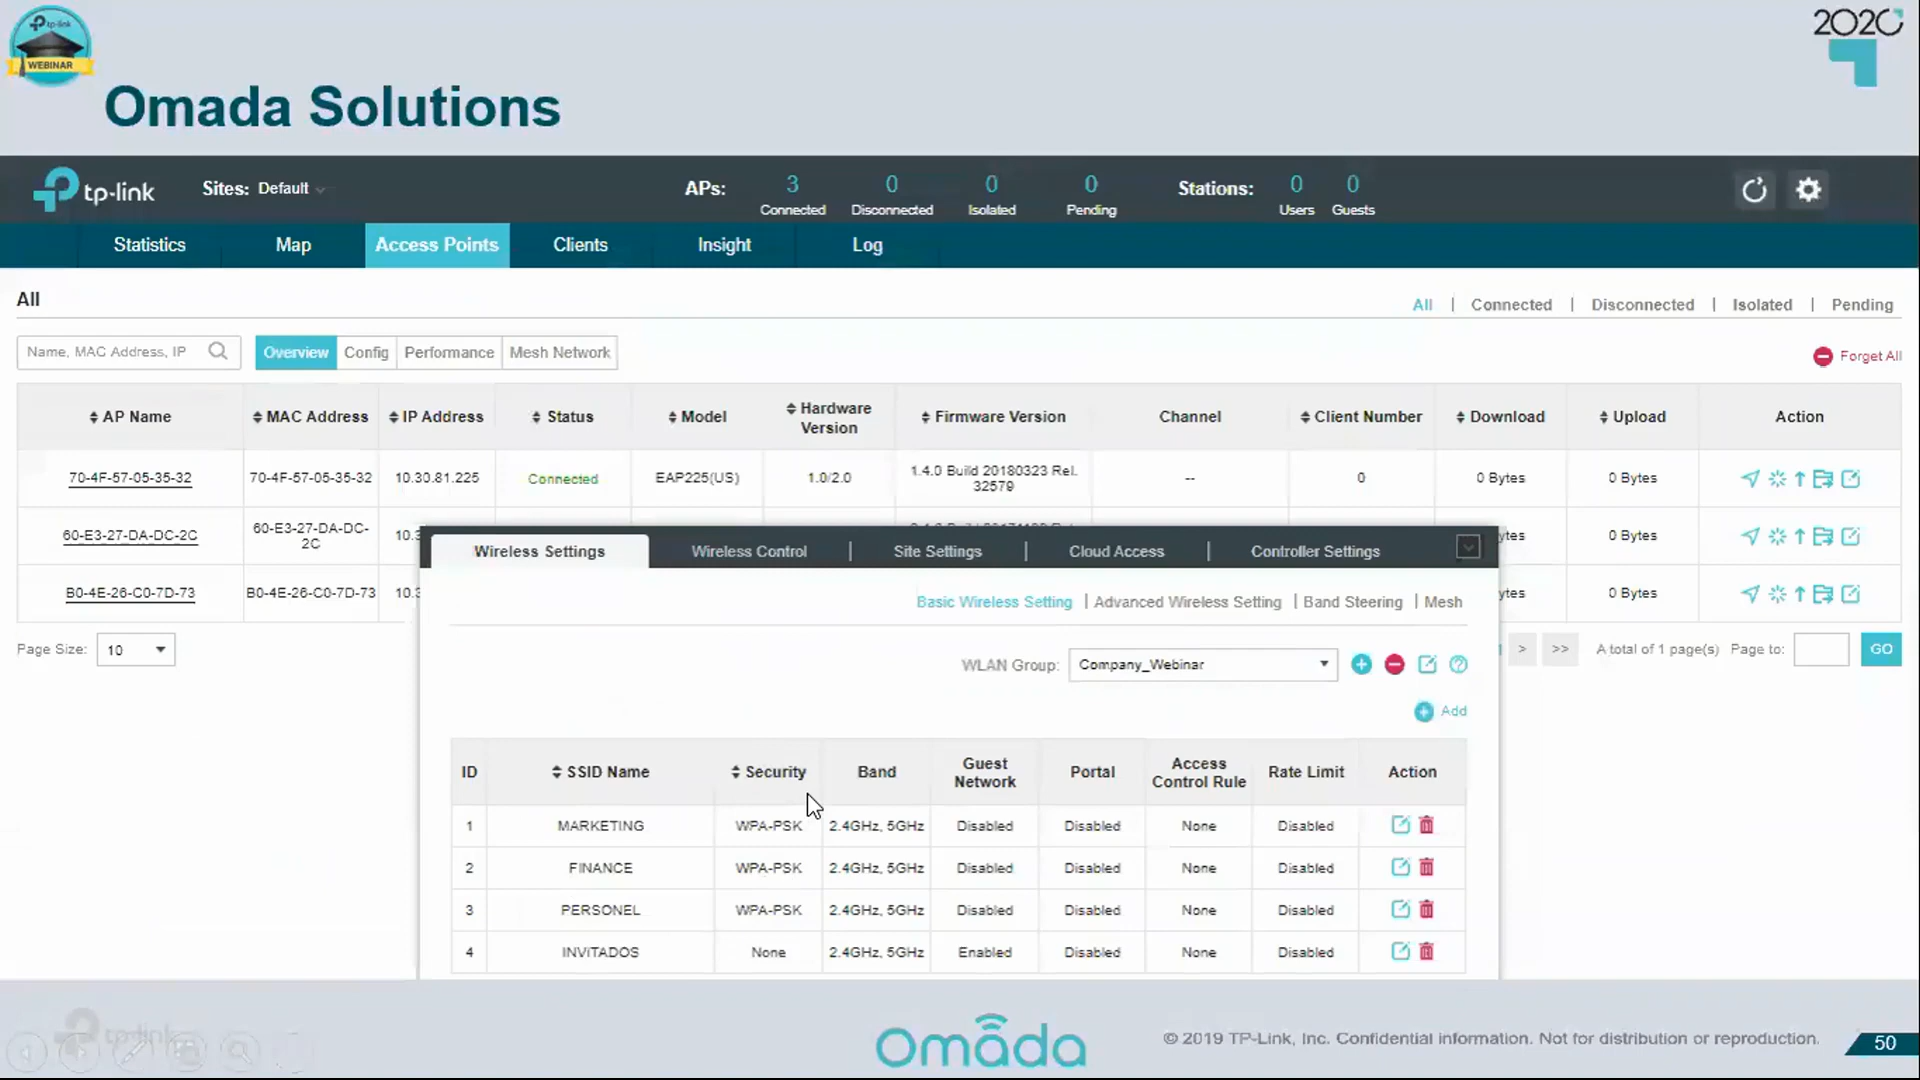 tp-link
WEBINAR
2020
Omada Solutions
tp-link
Sites: Default
APs:
3
Connected
0
Disconnected
0
Isolated
0
Pending
Stations:
0
Users
0
Guests
Statistics
Map
Access Points
Clients
Insight
Log
All
All | Connected | Disconnected | Isolated | Pending
Name, MAC Address, IP
Overview
Config
Performance
Mesh Network
Forget All
AP Name MAC Address IP Address Status Model Hardware Version Firmware Version Channel Client Number Download Upload Action
70-4F-57-05-35-32 70-4F-57-05-35-32 10.30.81.225 Connected EAP225(US) 1.0/2.0 1.4.0 Build 20180323 Rel. 32579 -- 0 0 Bytes 0 Bytes
60-E3-27-DA-DC-2C 60-E3-27-DA-DC-2C 10.3 ytes 0 Bytes
B0-4E-26-C0-7D-73 B0-4E-26-C0-7D-73 10.3 ytes 0 Bytes
Page Size: 10
1 > >> A total of 1 page(s) Page to: GO
Wireless Settings
Wireless Control | Site Settings | Cloud Access | Controller Settings
Basic Wireless Setting | Advanced Wireless Setting | Band Steering | Mesh
WLAN Group: Company_Webinar
Add
ID SSID Name Security Band Guest Network Portal Access Control Rule Rate Limit Action
1 MARKETING WPA-PSK 2.4GHz, 5GHz Disabled Disabled None Disabled
2 FINANCE WPA-PSK 2.4GHz, 5GHz Disabled Disabled None Disabled
3 PERSONEL WPA-PSK 2.4GHz, 5GHz Disabled Disabled None Disabled
4 INVITADOS None 2.4GHz, 5GHz Enabled Disabled None Disabled
tp-link
omada
© 2019 TP-Link, Inc. Confidential information. Not for distribution or reproduction.
50